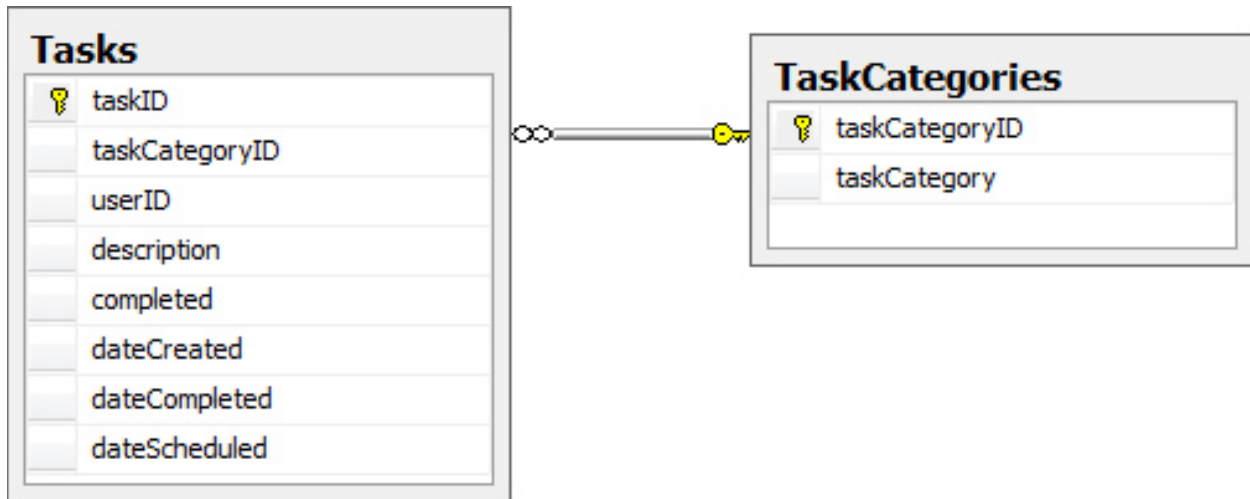 Tasks
taskID
taskCategoryID
userID
description
completed
dateCreated
dateCompleted
dateScheduled
TaskCategories
taskCategoryID
taskCategory